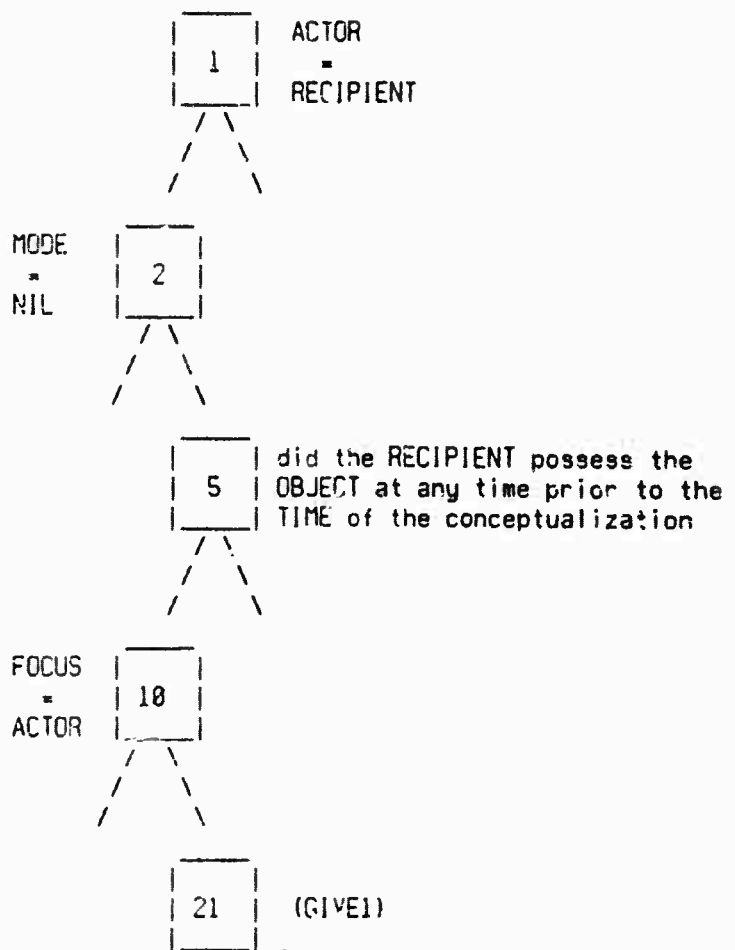 1
ACTOR
=
RECIPIENT
MODE
=
NIL
2
5
did the RECIPIENT possess the
OBJECT at any time prior to the
TIME of the conceptualization
FOCUS
=
ACTOR
10
21
(GIVE1)